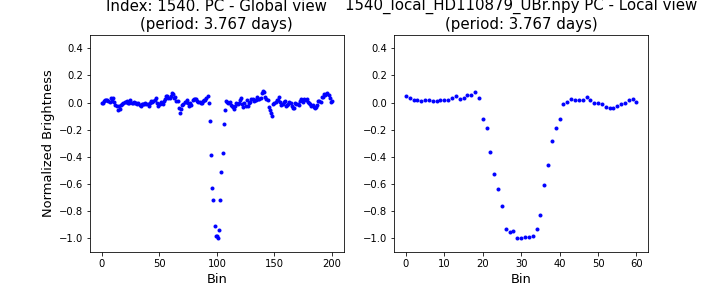 Index: 1540. PC - Global view
(period: 3.767 days)
1540_local_HD110879_UBr.npy PC - Local view
(period: 3.767 days)
Normalized Brightness
0.4
0.2
0.0
−0.2
−0.4
−0.6
−0.8
−1.0
0 50 100 150 200
Bin
0.4
0.2
0.0
−0.2
−0.4
−0.6
−0.8
−1.0
0 10 20 30 40 50 60
Bin